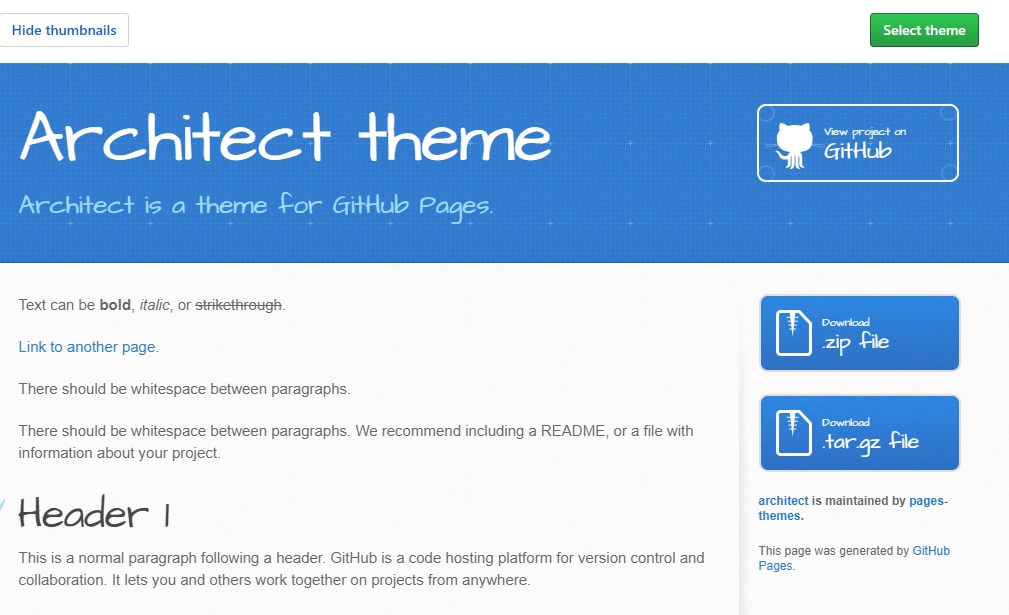 Hide thumbnails
Select theme
Architect theme
Architect is a theme for GitHub Pages.
View project on
GitHub
Text can be bold, italic, or strikethrough.
Link to another page.
There should be whitespace between paragraphs.
There should be whitespace between paragraphs. We recommend including a README, or a file with
information about your project.
Header 1
This is a normal paragraph following a header. GitHub is a code hosting platform for version control and
collaboration. It lets you and others work together on projects from anywhere.
Download
.zip file
Download
.tar.gz file
architect is maintained by pages-
themes.
This page was generated by GitHub
Pages.